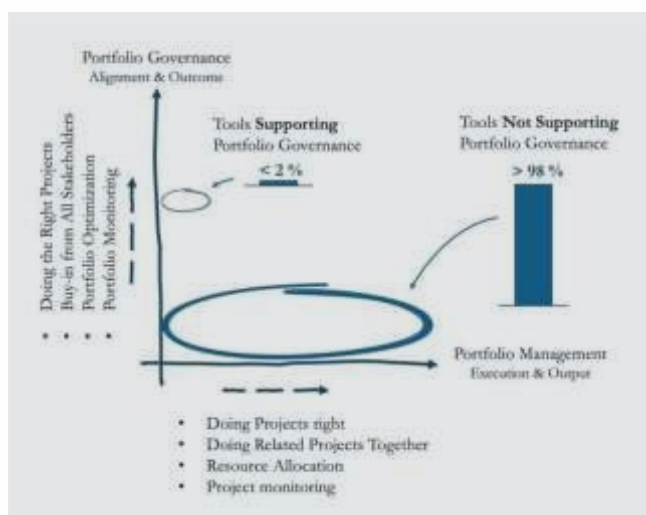 Portfolio Governance
Alignment & Outcome
Tools Supporting
Portfolio Governance
< 2 %
Tools Not Supporting
Portfolio Governance
> 98 %
• Doing the Right Projects
• Buy-in from All Stakeholders
• Portfolio Optimization
• Portfolio Monitoring
Portfolio Management
Execution & Output
• Doing Projects right
• Doing Related Projects Together
• Resource Allocation
• Project monitoring